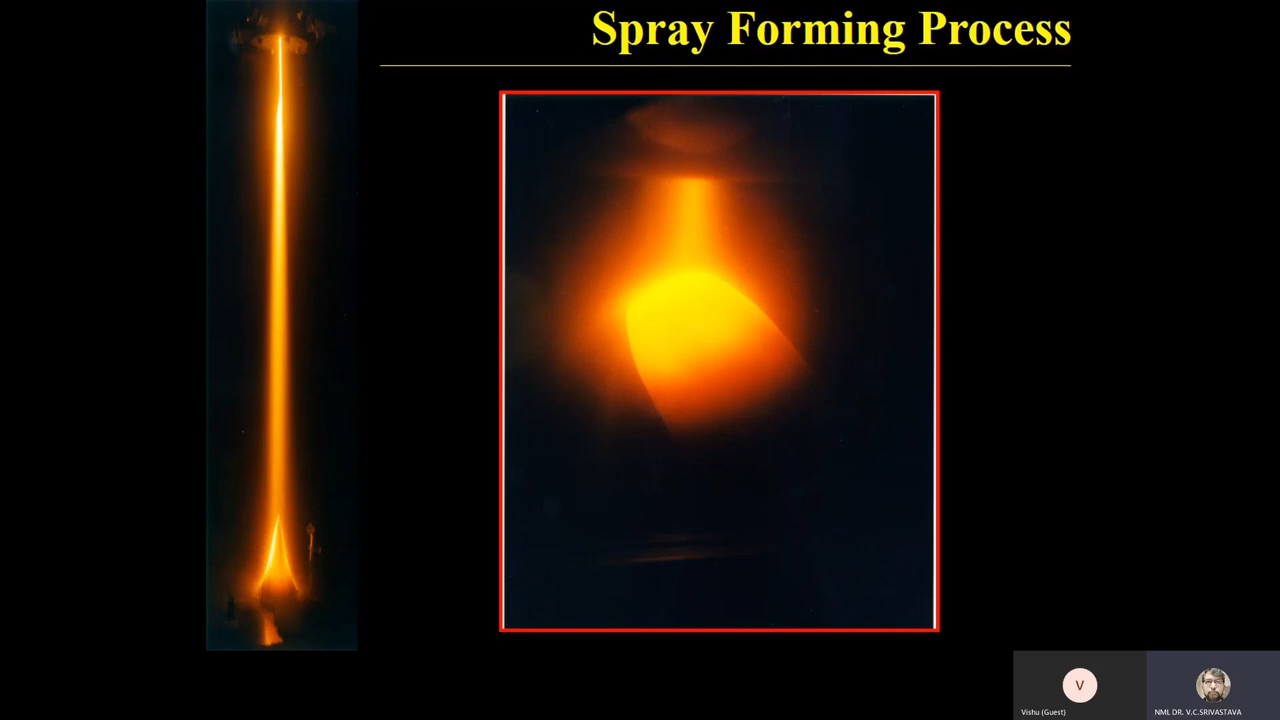 Spray Forming Process
V
Vishu (Guest)
NML DR. V.C.SRIVASTAVA